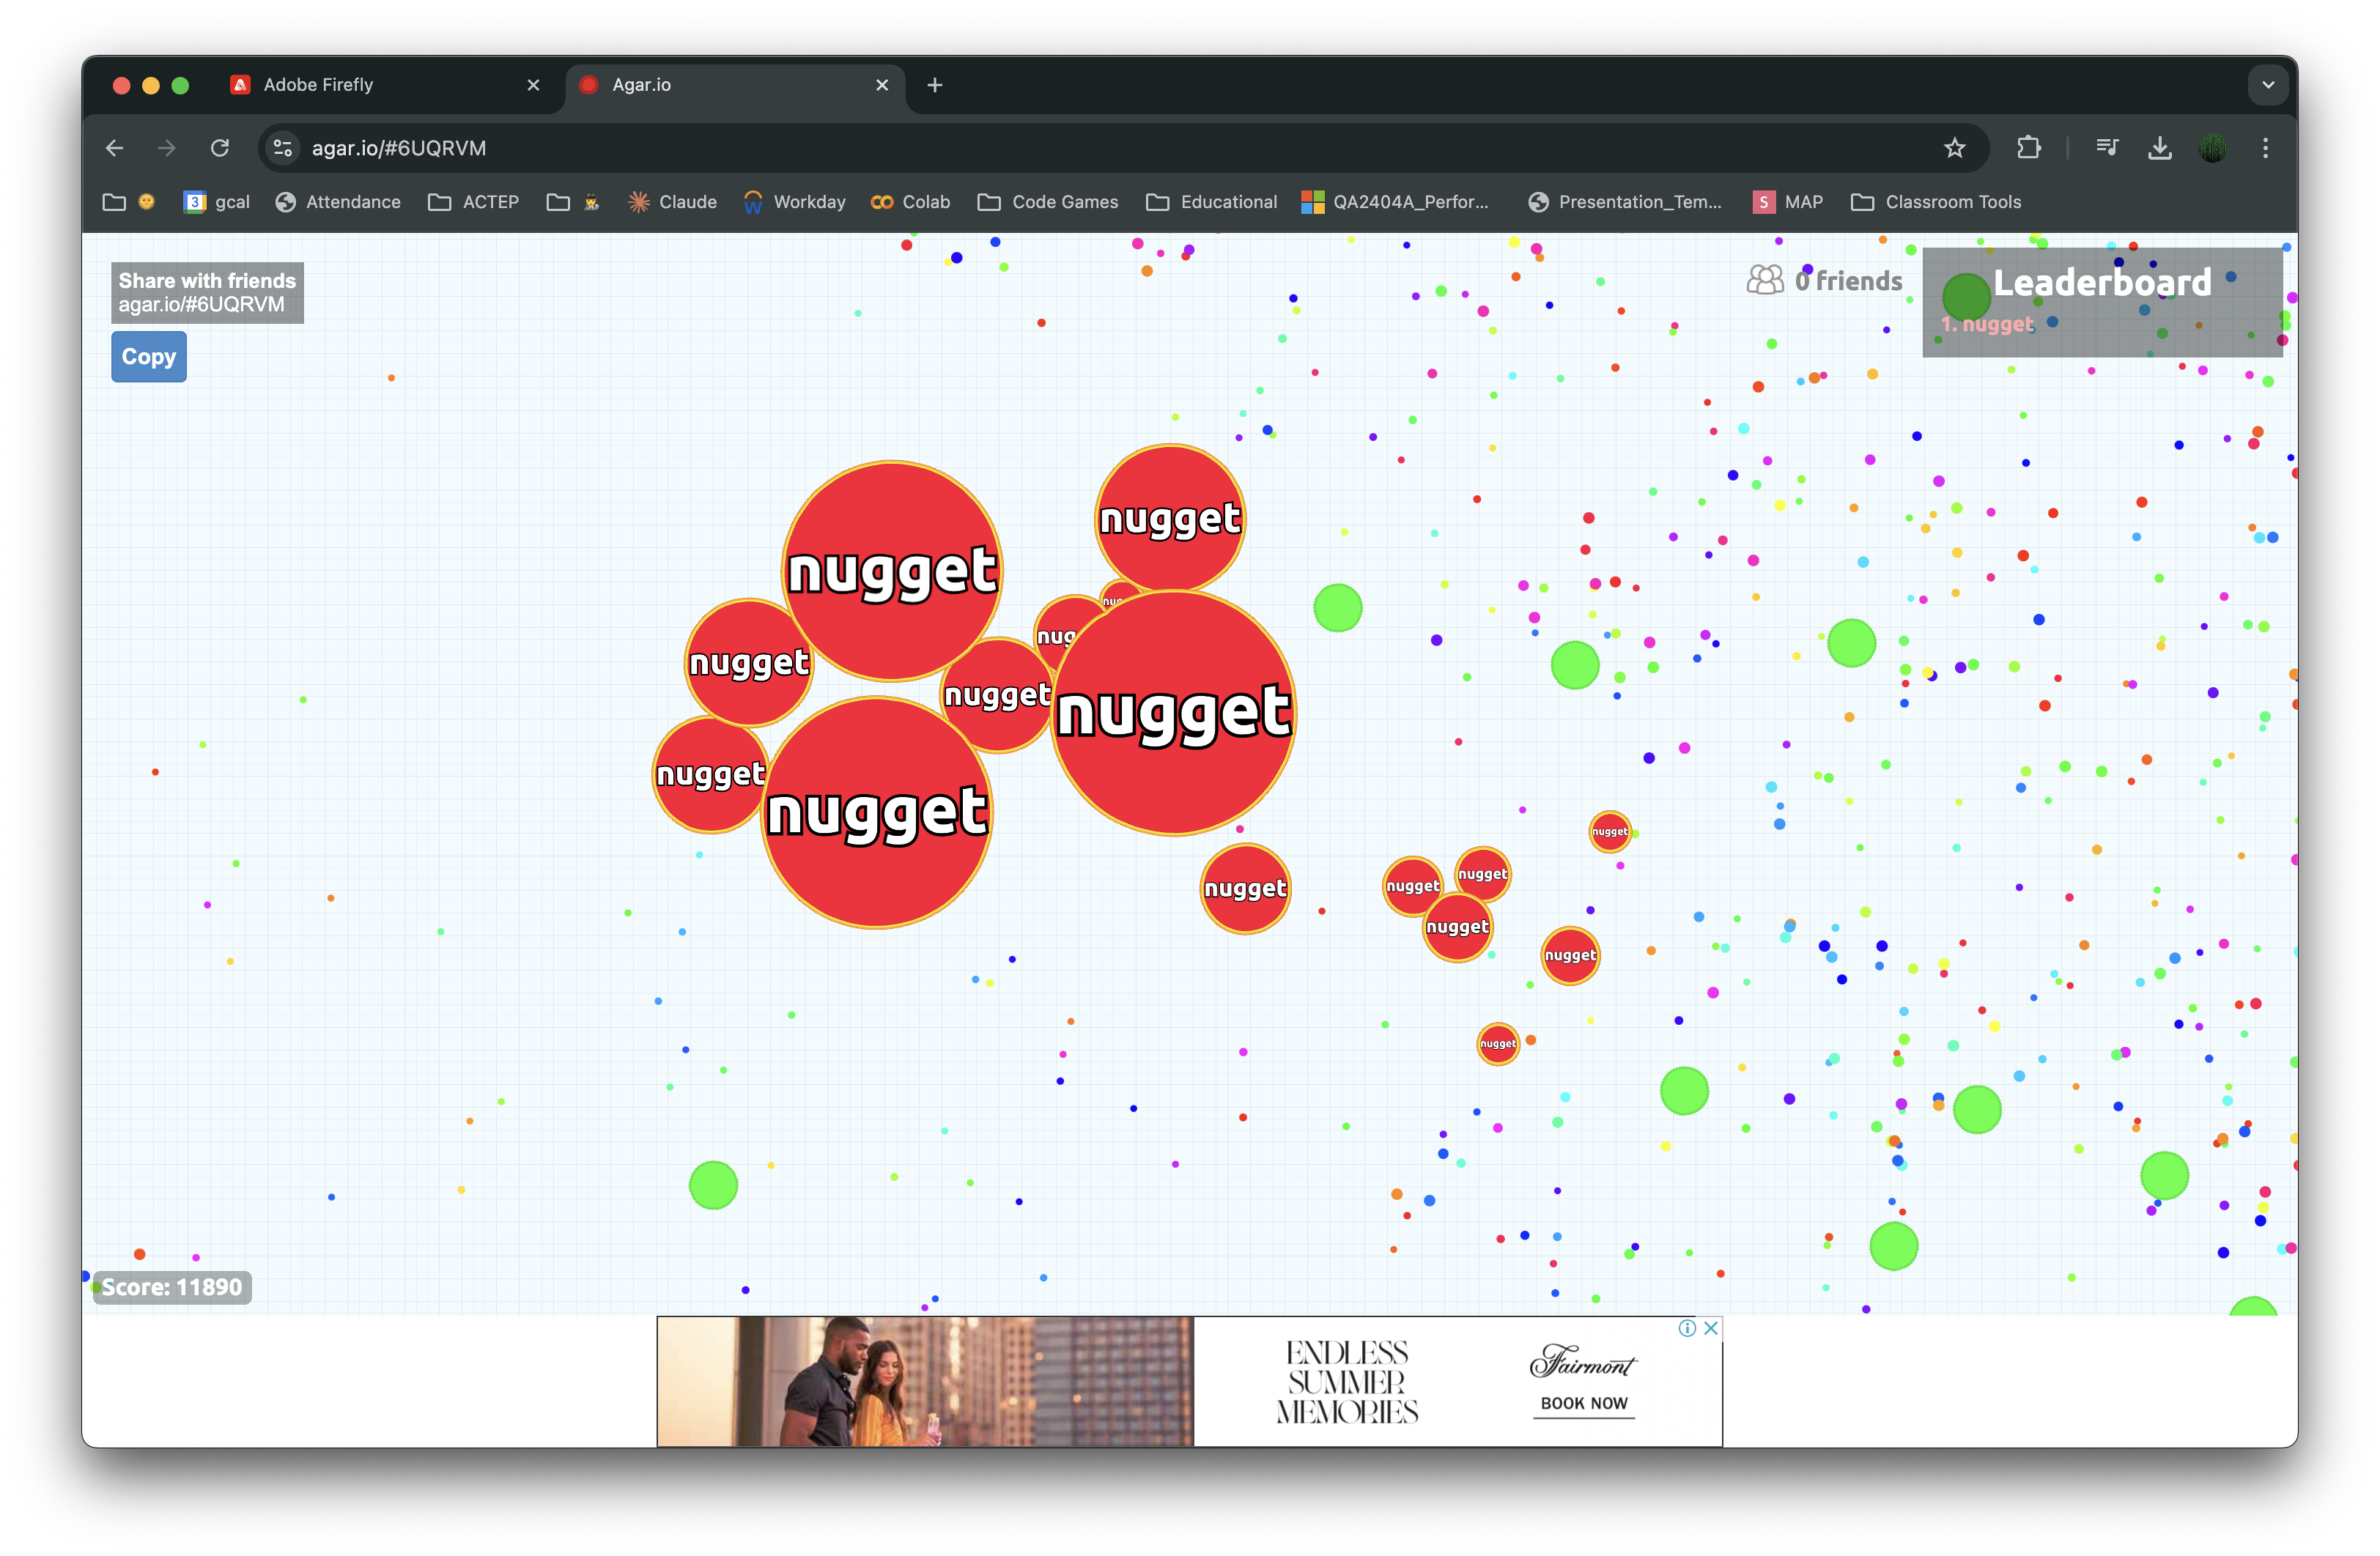 Adobe Firefly
Agar.io
agar.io/#6UQRVM
gcal
Attendance
ACTEP
Claude
Workday
Colab
Code Games
Educational
QA2404A_Perfor...
Presentation_Tem...
MAP
Classroom Tools
Share with friends
agar.io/#6UQRVM
Copy
0 friends
Leaderboard
1. nugget
nugget
nugget
nuc
nug
nugget
nugget
nugget
nugget
nugget
nugget
nugget
nugget
nugget
nugget
nugget
nugget
Score: 11890
ENDLESS
SUMMER
MEMORIES
Fairmont
BOOK NOW